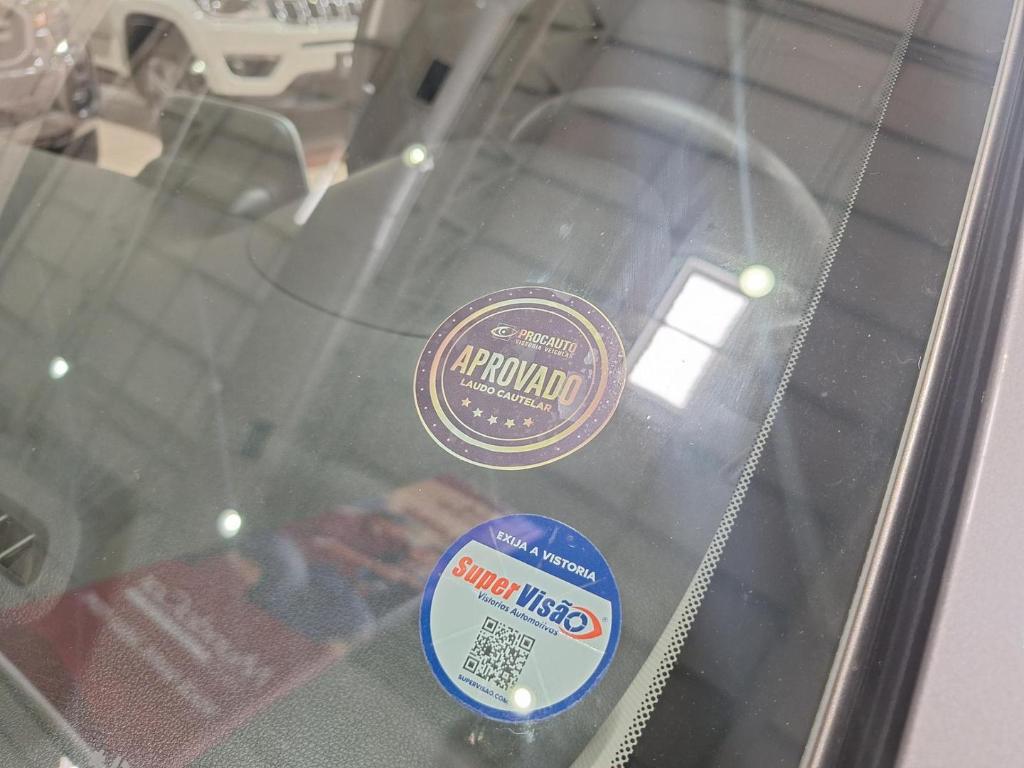 PROCAUTO
VISTORIA VEICULAR
APROVADO
LAUDO CAUTELAR
EXIJA A VISTORIA
SuperVisão
Vistorias Automotivas
SUPERVISAO.COM